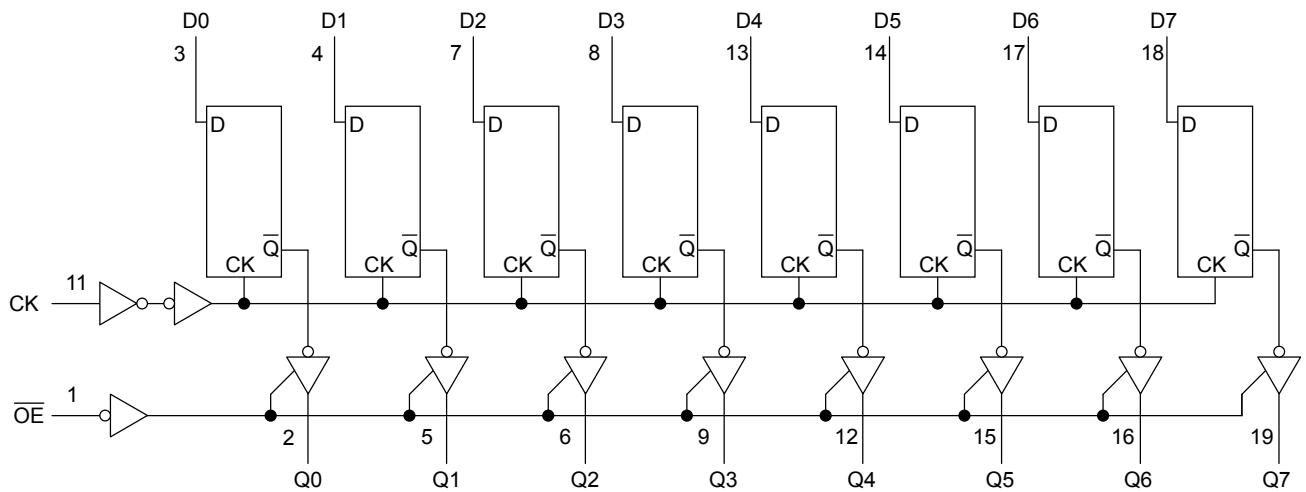 D0 D1 D2 D3 D4 D5 D6 D7
3 4 7 8 13 14 17 18
D D D D D D D D
Q̅ Q̅ Q̅ Q̅ Q̅ Q̅ Q̅ Q̅
CK CK CK CK CK CK CK CK
11
CK
1
O̅E̅
2 5 6 9 12 15 16 19
Q0 Q1 Q2 Q3 Q4 Q5 Q6 Q7